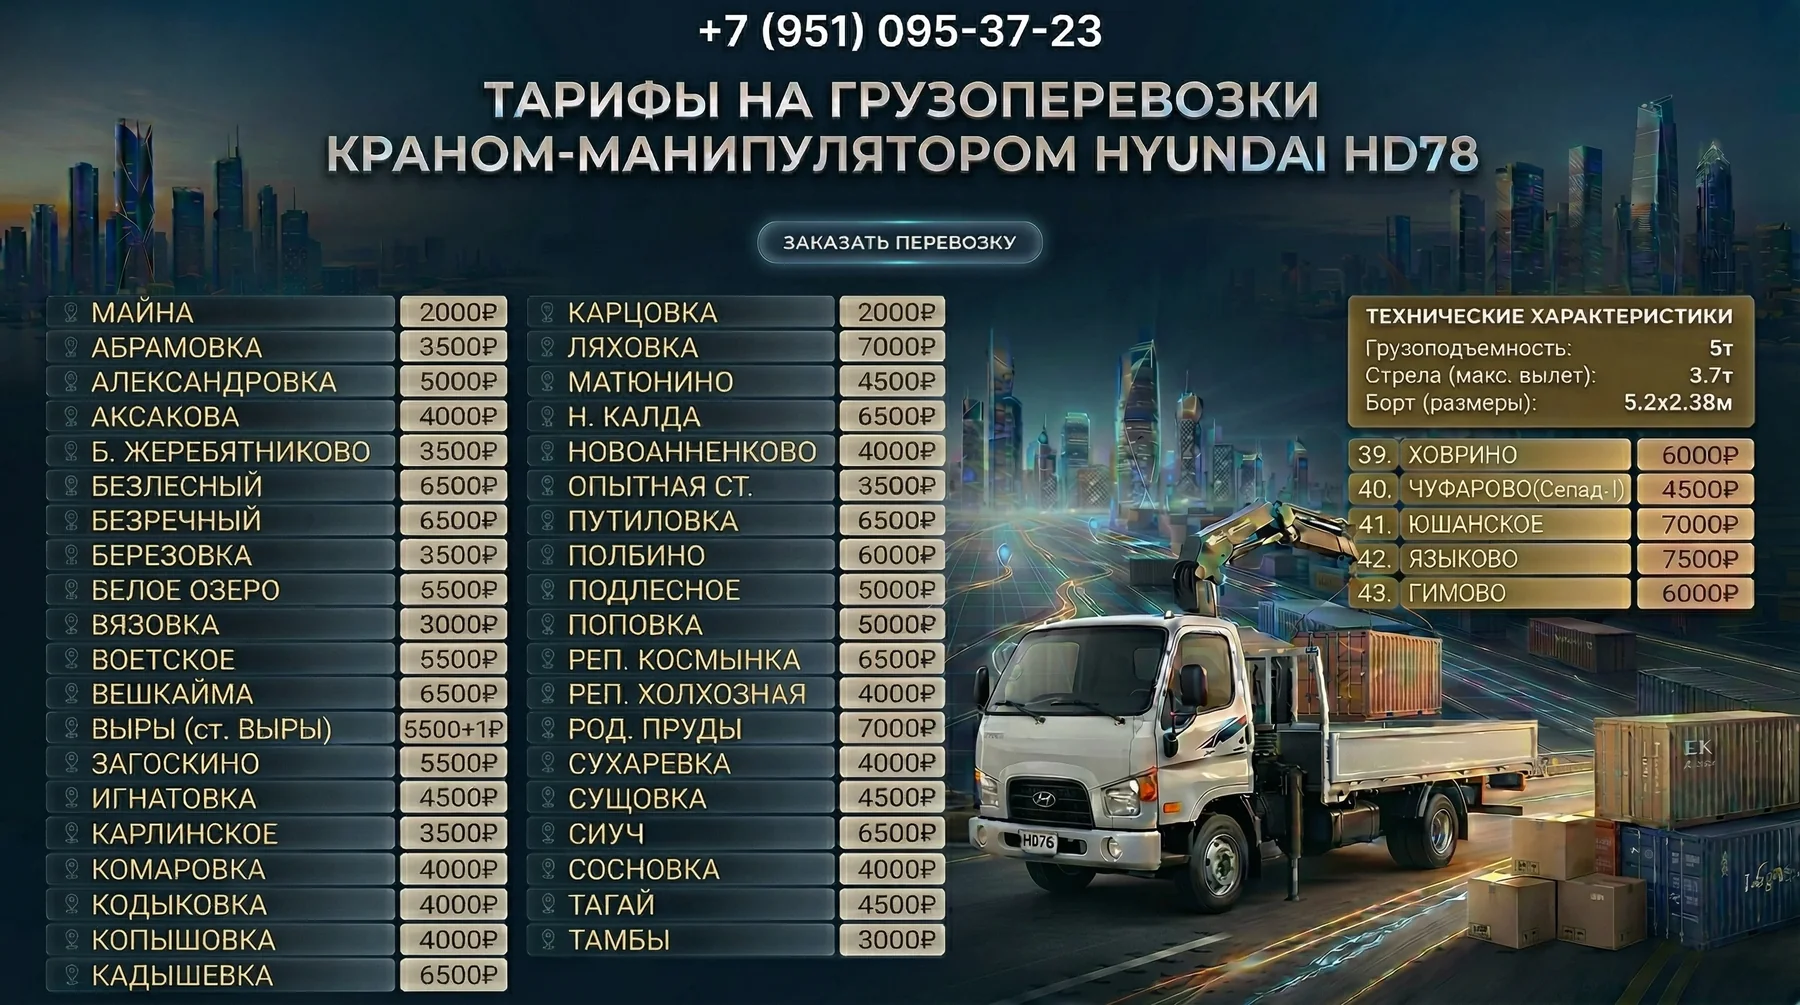 +7 (951) 095-37-23
ТАРИФЫ НА ГРУЗОПЕРЕВОЗКИ
КРАНОМ-МАНИПУЛЯТОРОМ HYUNDAI HD78
ЗАКАЗАТЬ ПЕРЕВОЗКУ
МАЙНА 2000₽
АБРАМОВКА 3500₽
АЛЕКСАНДРОВКА 5000₽
АКСАКОВА 4000₽
Б. ЖЕРЕБЯТНИКОВО 3500₽
БЕЗЛЕСНЫЙ 6500₽
БЕЗРЕЧНЫЙ 6500₽
БЕРЕЗОВКА 3500₽
БЕЛОЕ ОЗЕРО 5500₽
ВЯЗОВКА 3000₽
ВОЕТСКОЕ 5500₽
ВЕШКАЙМА 6500₽
ВЫРЫ (ст. ВЫРЫ) 5500+1₽
ЗАГОСКИНО 5500₽
ИГНАТОВКА 4500₽
КАРЛИНСКОЕ 3500₽
КОМАРОВКА 4000₽
КОДЫКОВКА 4000₽
КОПЫШОВКА 4000₽
КАДЫШЕВКА 6500₽
КАРЦОВКА 2000₽
ЛЯХОВКА 7000₽
МАТЮНИНО 4500₽
Н. КАЛДА 6500₽
НОВОАННЕНКОВО 4000₽
ОПЫТНАЯ СТ. 3500₽
ПУТИЛОВКА 6500₽
ПОЛБИНО 6000₽
ПОДЛЕСНОЕ 5000₽
ПОПОВКА 5000₽
РЕП. КОСМЫНКА 6500₽
РЕП. ХОЛХОЗНАЯ 4000₽
РОД. ПРУДЫ 7000₽
СУХАРЕВКА 4000₽
СУЩОВКА 4500₽
СИУЧ 6500₽
СОСНОВКА 4000₽
ТАГАЙ 4500₽
ТАМБЫ 3000₽
ТЕХНИЧЕСКИЕ ХАРАКТЕРИСТИКИ
Грузоподъемность: 5т
Стрела (макс. вылет): 3.7т
Борт (размеры): 5.2x2.38м
39. ХОВРИНО 6000₽
40. ЧУФАРОВО(Сепад-I) 4500₽
41. ЮШАНСКОЕ 7000₽
42. ЯЗЫКОВО 7500₽
43. ГИМОВО 6000₽
HD76
EK